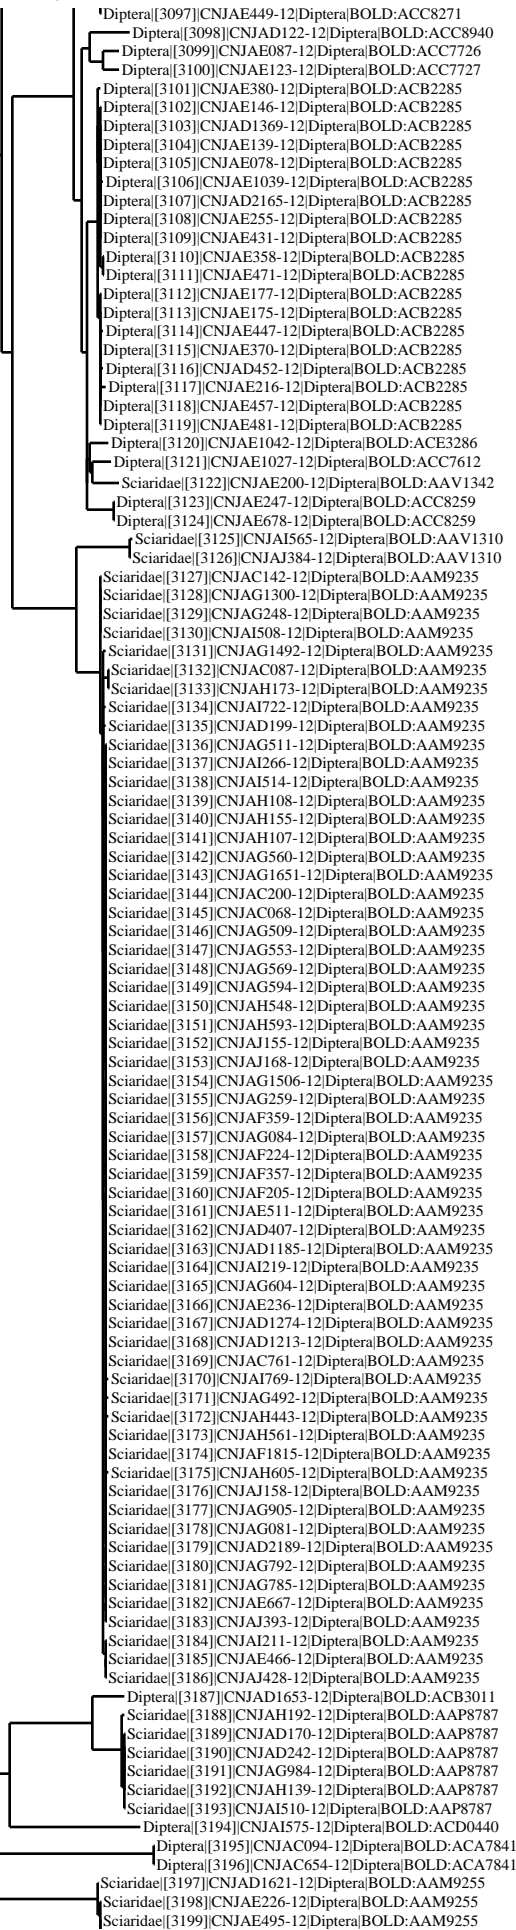 Diptera|[3097]|CNJAE449-12|Diptera|BOLD:ACC8271
Diptera|[3098]|CNJAD122-12|Diptera|BOLD:ACC8940
Diptera|[3099]|CNJAE087-12|Diptera|BOLD:ACC7726
Diptera|[3100]|CNJAE123-12|Diptera|BOLD:ACC7727
Diptera|[3101]|CNJAE380-12|Diptera|BOLD:ACB2285
Diptera|[3102]|CNJAE146-12|Diptera|BOLD:ACB2285
Diptera|[3103]|CNJAD1369-12|Diptera|BOLD:ACB2285
Diptera|[3104]|CNJAE139-12|Diptera|BOLD:ACB2285
Diptera|[3105]|CNJAE078-12|Diptera|BOLD:ACB2285
Diptera|[3106]|CNJAE1039-12|Diptera|BOLD:ACB2285
Diptera|[3107]|CNJAD2165-12|Diptera|BOLD:ACB2285
Diptera|[3108]|CNJAE255-12|Diptera|BOLD:ACB2285
Diptera|[3109]|CNJAE431-12|Diptera|BOLD:ACB2285
Diptera|[3110]|CNJAE358-12|Diptera|BOLD:ACB2285
Diptera|[3111]|CNJAE471-12|Diptera|BOLD:ACB2285
Diptera|[3112]|CNJAE177-12|Diptera|BOLD:ACB2285
Diptera|[3113]|CNJAE175-12|Diptera|BOLD:ACB2285
Diptera|[3114]|CNJAE447-12|Diptera|BOLD:ACB2285
Diptera|[3115]|CNJAE370-12|Diptera|BOLD:ACB2285
Diptera|[3116]|CNJAD452-12|Diptera|BOLD:ACB2285
Diptera|[3117]|CNJAE216-12|Diptera|BOLD:ACB2285
Diptera|[3118]|CNJAE457-12|Diptera|BOLD:ACB2285
Diptera|[3119]|CNJAE481-12|Diptera|BOLD:ACB2285
Diptera|[3120]|CNJAE1042-12|Diptera|BOLD:ACE3286
Diptera|[3121]|CNJAE1027-12|Diptera|BOLD:ACC7612
Sciaridae|[3122]|CNJAE200-12|Diptera|BOLD:AAV1342
Diptera|[3123]|CNJAE247-12|Diptera|BOLD:ACC8259
Diptera|[3124]|CNJAE678-12|Diptera|BOLD:ACC8259
Sciaridae|[3125]|CNJAI565-12|Diptera|BOLD:AAV1310
Sciaridae|[3126]|CNJAJ384-12|Diptera|BOLD:AAV1310
Sciaridae|[3127]|CNJAC142-12|Diptera|BOLD:AAM9235
Sciaridae|[3128]|CNJAG1300-12|Diptera|BOLD:AAM9235
Sciaridae|[3129]|CNJAG248-12|Diptera|BOLD:AAM9235
Sciaridae|[3130]|CNJAI508-12|Diptera|BOLD:AAM9235
Sciaridae|[3131]|CNJAG1492-12|Diptera|BOLD:AAM9235
Sciaridae|[3132]|CNJAC087-12|Diptera|BOLD:AAM9235
Sciaridae|[3133]|CNJAH173-12|Diptera|BOLD:AAM9235
Sciaridae|[3134]|CNJAI722-12|Diptera|BOLD:AAM9235
Sciaridae|[3135]|CNJAD199-12|Diptera|BOLD:AAM9235
Sciaridae|[3136]|CNJAG511-12|Diptera|BOLD:AAM9235
Sciaridae|[3137]|CNJAI266-12|Diptera|BOLD:AAM9235
Sciaridae|[3138]|CNJAI514-12|Diptera|BOLD:AAM9235
Sciaridae|[3139]|CNJAH108-12|Diptera|BOLD:AAM9235
Sciaridae|[3140]|CNJAH155-12|Diptera|BOLD:AAM9235
Sciaridae|[3141]|CNJAH107-12|Diptera|BOLD:AAM9235
Sciaridae|[3142]|CNJAG560-12|Diptera|BOLD:AAM9235
Sciaridae|[3143]|CNJAG1651-12|Diptera|BOLD:AAM9235
Sciaridae|[3144]|CNJAC200-12|Diptera|BOLD:AAM9235
Sciaridae|[3145]|CNJAC068-12|Diptera|BOLD:AAM9235
Sciaridae|[3146]|CNJAG509-12|Diptera|BOLD:AAM9235
Sciaridae|[3147]|CNJAG553-12|Diptera|BOLD:AAM9235
Sciaridae|[3148]|CNJAG569-12|Diptera|BOLD:AAM9235
Sciaridae|[3149]|CNJAG594-12|Diptera|BOLD:AAM9235
Sciaridae|[3150]|CNJAH548-12|Diptera|BOLD:AAM9235
Sciaridae|[3151]|CNJAH593-12|Diptera|BOLD:AAM9235
Sciaridae|[3152]|CNJAJ155-12|Diptera|BOLD:AAM9235
Sciaridae|[3153]|CNJAJ168-12|Diptera|BOLD:AAM9235
Sciaridae|[3154]|CNJAG1506-12|Diptera|BOLD:AAM9235
Sciaridae|[3155]|CNJAG259-12|Diptera|BOLD:AAM9235
Sciaridae|[3156]|CNJAF359-12|Diptera|BOLD:AAM9235
Sciaridae|[3157]|CNJAG084-12|Diptera|BOLD:AAM9235
Sciaridae|[3158]|CNJAF224-12|Diptera|BOLD:AAM9235
Sciaridae|[3159]|CNJAF357-12|Diptera|BOLD:AAM9235
Sciaridae|[3160]|CNJAF205-12|Diptera|BOLD:AAM9235
Sciaridae|[3161]|CNJAE511-12|Diptera|BOLD:AAM9235
Sciaridae|[3162]|CNJAD407-12|Diptera|BOLD:AAM9235
Sciaridae|[3163]|CNJAD1185-12|Diptera|BOLD:AAM9235
Sciaridae|[3164]|CNJAI219-12|Diptera|BOLD:AAM9235
Sciaridae|[3165]|CNJAG604-12|Diptera|BOLD:AAM9235
Sciaridae|[3166]|CNJAE236-12|Diptera|BOLD:AAM9235
Sciaridae|[3167]|CNJAD1274-12|Diptera|BOLD:AAM9235
Sciaridae|[3168]|CNJAD1213-12|Diptera|BOLD:AAM9235
Sciaridae|[3169]|CNJAC761-12|Diptera|BOLD:AAM9235
Sciaridae|[3170]|CNJAI769-12|Diptera|BOLD:AAM9235
Sciaridae|[3171]|CNJAG492-12|Diptera|BOLD:AAM9235
Sciaridae|[3172]|CNJAH443-12|Diptera|BOLD:AAM9235
Sciaridae|[3173]|CNJAH561-12|Diptera|BOLD:AAM9235
Sciaridae|[3174]|CNJAF1815-12|Diptera|BOLD:AAM9235
Sciaridae|[3175]|CNJAH605-12|Diptera|BOLD:AAM9235
Sciaridae|[3176]|CNJAJ158-12|Diptera|BOLD:AAM9235
Sciaridae|[3177]|CNJAG905-12|Diptera|BOLD:AAM9235
Sciaridae|[3178]|CNJAG081-12|Diptera|BOLD:AAM9235
Sciaridae|[3179]|CNJAD2189-12|Diptera|BOLD:AAM9235
Sciaridae|[3180]|CNJAG792-12|Diptera|BOLD:AAM9235
Sciaridae|[3181]|CNJAG785-12|Diptera|BOLD:AAM9235
Sciaridae|[3182]|CNJAE667-12|Diptera|BOLD:AAM9235
Sciaridae|[3183]|CNJAJ393-12|Diptera|BOLD:AAM9235
Sciaridae|[3184]|CNJAI211-12|Diptera|BOLD:AAM9235
Sciaridae|[3185]|CNJAE466-12|Diptera|BOLD:AAM9235
Sciaridae|[3186]|CNJAJ428-12|Diptera|BOLD:AAM9235
Diptera|[3187]|CNJAD1653-12|Diptera|BOLD:ACB3011
Sciaridae|[3188]|CNJAH192-12|Diptera|BOLD:AAP8787
Sciaridae|[3189]|CNJAD170-12|Diptera|BOLD:AAP8787
Sciaridae|[3190]|CNJAD242-12|Diptera|BOLD:AAP8787
Sciaridae|[3191]|CNJAG984-12|Diptera|BOLD:AAP8787
Sciaridae|[3192]|CNJAH139-12|Diptera|BOLD:AAP8787
Sciaridae|[3193]|CNJAI510-12|Diptera|BOLD:AAP8787
Diptera|[3194]|CNJAI575-12|Diptera|BOLD:ACD0440
Diptera|[3195]|CNJAC094-12|Diptera|BOLD:ACA7841
Diptera|[3196]|CNJAC654-12|Diptera|BOLD:ACA7841
Sciaridae|[3197]|CNJAD1621-12|Diptera|BOLD:AAM9255
Sciaridae|[3198]|CNJAE226-12|Diptera|BOLD:AAM9255
Sciaridae|[3199]|CNJAE495-12|Diptera|BOLD:AAM9255